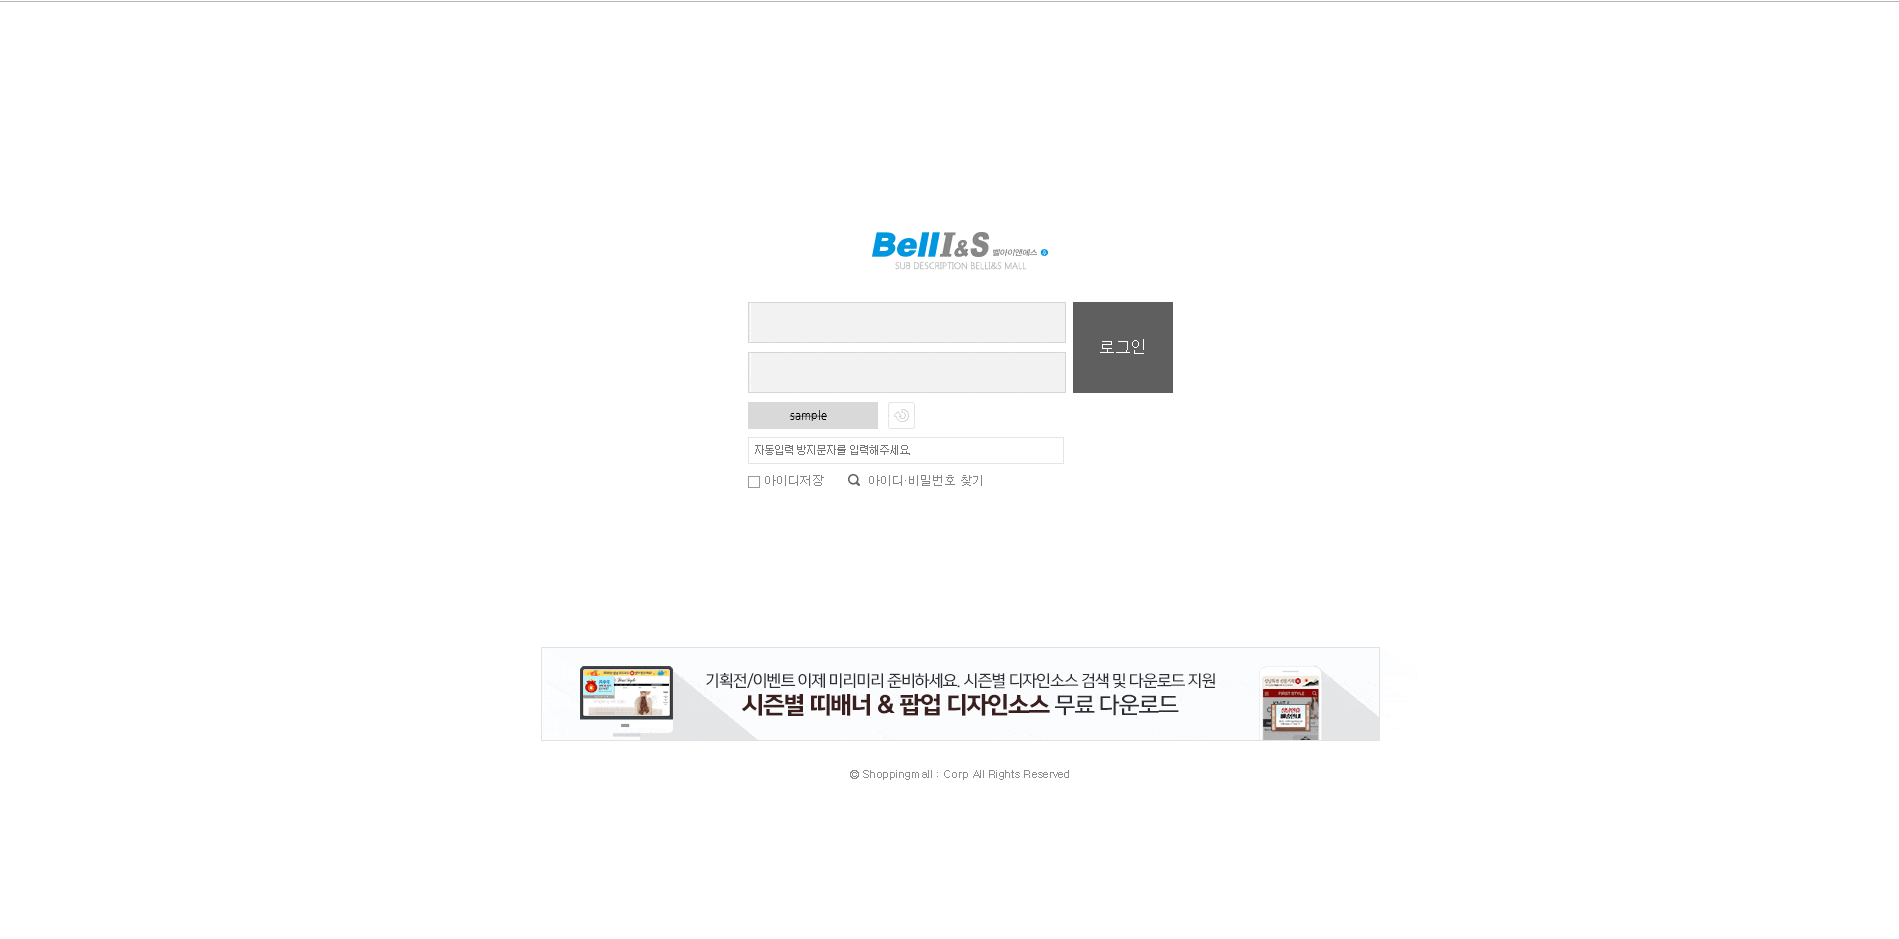 BellI&S 벨아이앤에스
SUB DESCRIPTION BELLI&S MALL
로그인
sample
자동입력 방지문자를 입력해주세요.
아이디저장 아이디·비밀번호 찾기
기획전/이벤트 이제 미리미리 준비하세요. 시즌별 디자인소스 검색 및 다운로드 지원
시즌별 띠배너 & 팝업 디자인소스 무료 다운로드
FIRST STYLE
© Shoppingmall : Corp All Rights Reserved